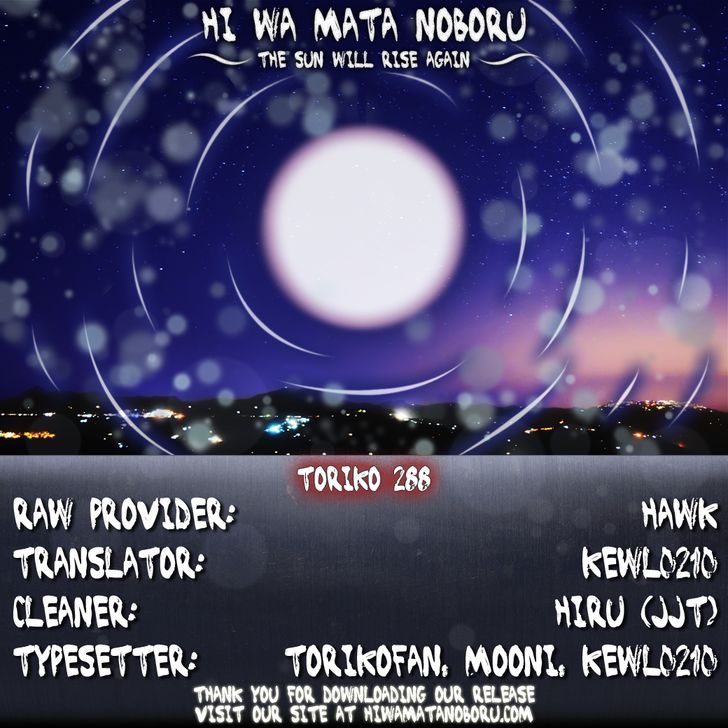 HI WA MATA NOBORU
THE SUN WILL RISE AGAIN
TORIKO 288
RAW PROVIDER: HAWK
TRANSLATOR: KEWL0210
CLEANER: HIRU (JJT)
TYPESETTER: TORIKOFAN, MOONI, KEWL0210
THANK YOU FOR DOWNLOADING OUR RELEASE
VISIT OUR SITE AT HIWAMATANOBORU.COM